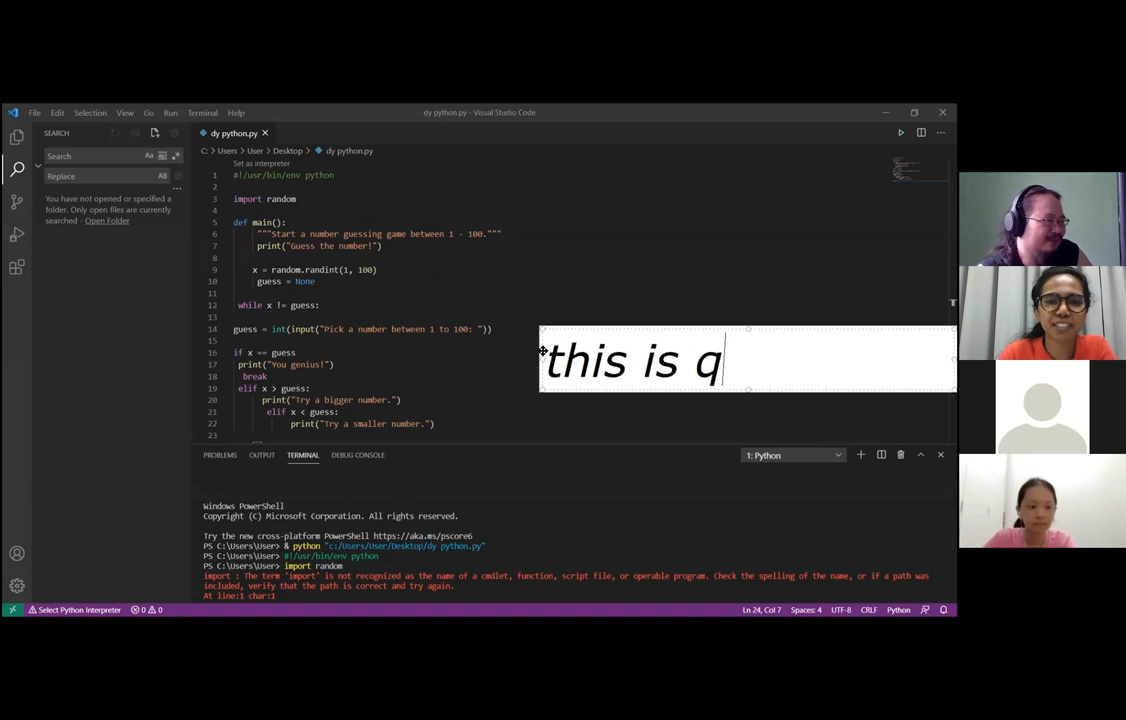 File Edit Selection View Go Run Terminal Help
dy python.py - Visual Studio Code
SEARCH
dy python.py
C: > Users > User > Desktop > dy python.py
Search
Aa
Replace
AB
You have not opened or specified a
folder. Only open files are currently
searched - Open Folder
Set as interpreter
1 #!/usr/bin/env python
2
3 import random
4
5 def main():
6 """Start a number guessing game between 1 - 100."""
7 print("Guess the number!")
8
9 x = random.randint(1, 100)
10 guess = None
11
12 while x != guess:
13
14 guess = int(input("Pick a number between 1 to 100: "))
15
16 if x == guess
17 print("You genius!")
18 break
19 elif x > guess:
20 print("Try a bigger number.")
21 elif x < guess:
22 print("Try a smaller number.")
23
this is q
PROBLEMS OUTPUT TERMINAL DEBUG CONSOLE
1: Python
Windows PowerShell
Copyright (C) Microsoft Corporation. All rights reserved.
Try the new cross-platform PowerShell https://aka.ms/pscore6
PS C:\Users\User> & python "c:/Users/User/Desktop/dy python.py"
PS C:\Users\User> #!/usr/bin/env python
PS C:\Users\User> import random
import : The term 'import' is not recognized as the name of a cmdlet, function, script file, or operable program. Check the spelling of the name, or if a path was
included, verify that the path is correct and try again.
At line:1 char:1
Select Python Interpreter 0 0
Ln 24, Col 7 Spaces: 4 UTF-8 CRLF Python